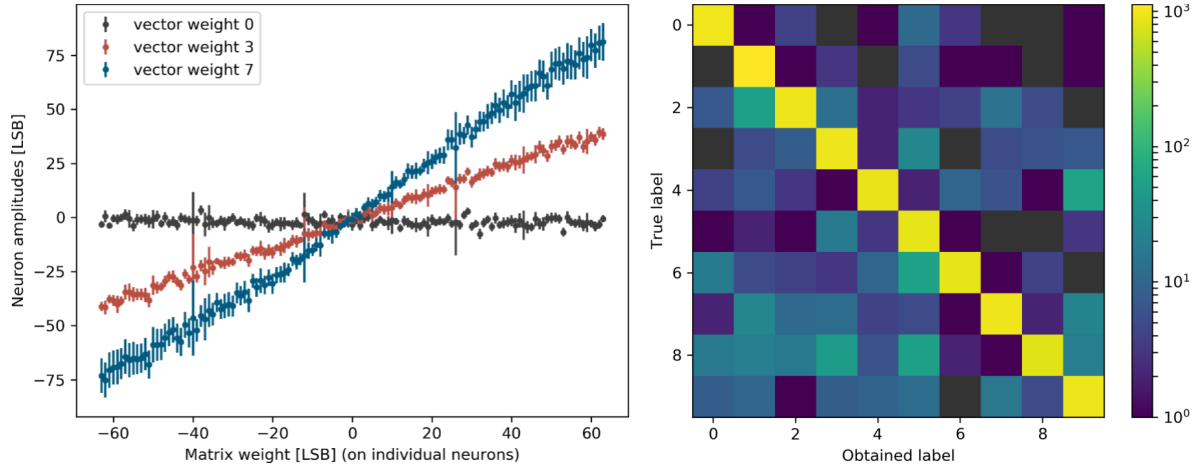 vector weight 0
vector weight 3
vector weight 7
75
50
25
0
−25
−50
−75
Neuron amplitudes [LSB]
−60 −40 −20 0 20 40 60
Matrix weight [LSB] (on individual neurons)
0
2
4
6
8
True label
0 2 4 6 8
Obtained label
10³
10²
10¹
10⁰